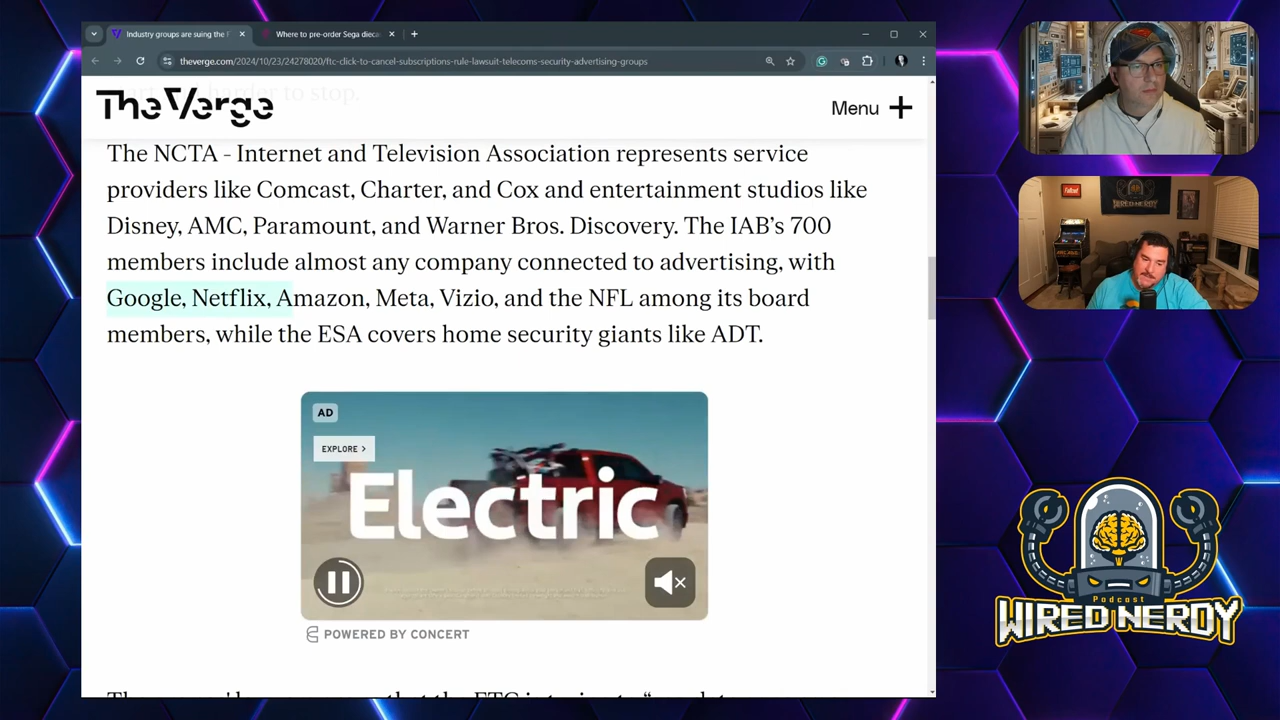 Industry groups are suing the F
Where to pre-order Sega dieca
theverge.com/2024/10/23/24278020/ftc-click-to-cancel-subscriptions-rule-lawsuit-telecoms-security-advertising-groups
harder to stop.
The Verge
Menu
The NCTA - Internet and Television Association represents service
providers like Comcast, Charter, and Cox and entertainment studios like
Disney, AMC, Paramount, and Warner Bros. Discovery. The IAB’s 700
members include almost any company connected to advertising, with
Google, Netflix, Amazon, Meta, Vizio, and the NFL among its board
members, while the ESA covers home security giants like ADT.
AD
EXPLORE >
Electric
POWERED BY CONCERT
Fallout
WIRED NERDY
Podcast
WIRED NERDY